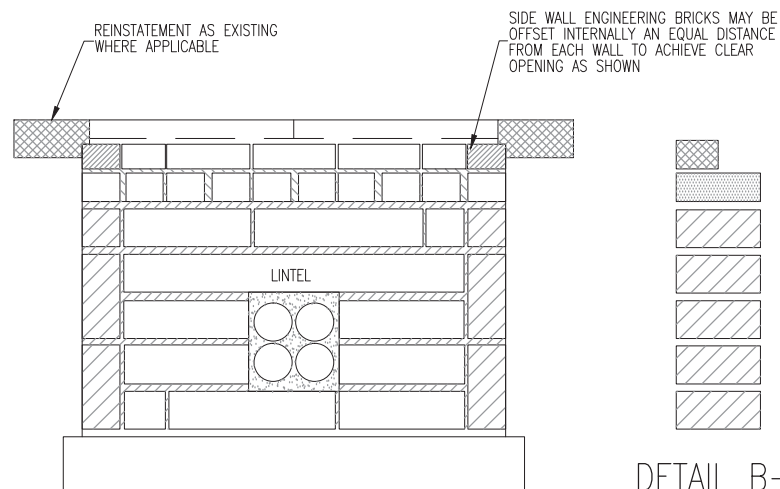 REINSTATEMENT AS EXISTING
WHERE APPLICABLE
SIDE WALL ENGINEERING BRICKS MAY BE
OFFSET INTERNALLY AN EQUAL DISTANCE
FROM EACH WALL TO ACHIEVE CLEAR
OPENING AS SHOWN
LINTEL
DETAIL B-